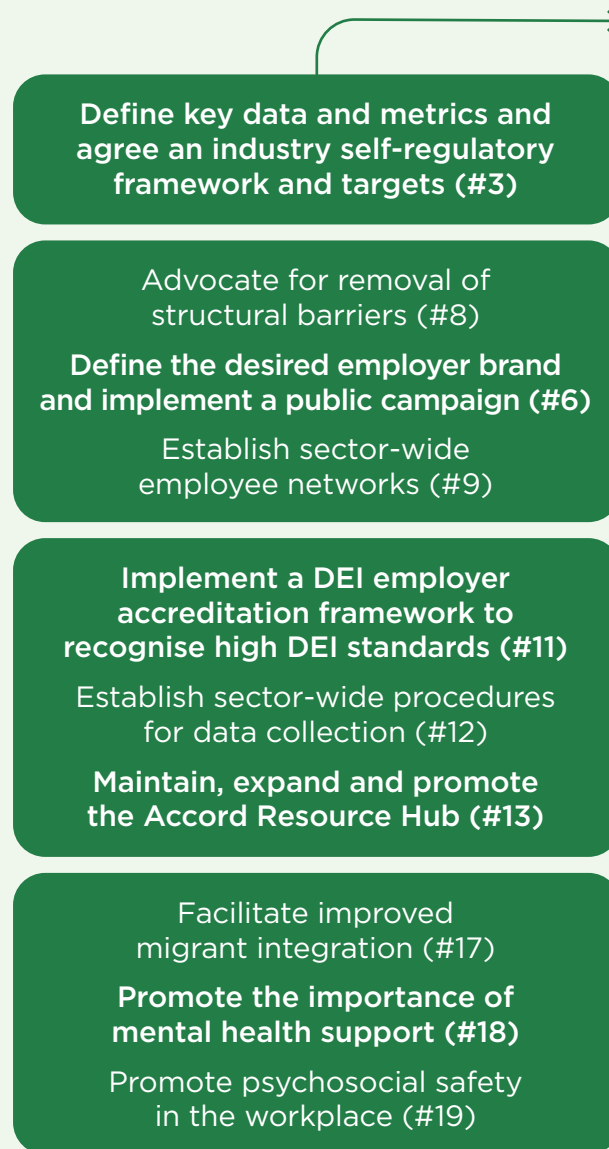 Define key data and metrics and
agree an industry self-regulatory
framework and targets (#3)
Advocate for removal of
structural barriers (#8)
Define the desired employer brand
and implement a public campaign (#6)
Establish sector-wide
employee networks (#9)
Implement a DEI employer
accreditation framework to
recognise high DEI standards (#11)
Establish sector-wide procedures
for data collection (#12)
Maintain, expand and promote
the Accord Resource Hub (#13)
Facilitate improved
migrant integration (#17)
Promote the importance of
mental health support (#18)
Promote psychosocial safety
in the workplace (#19)